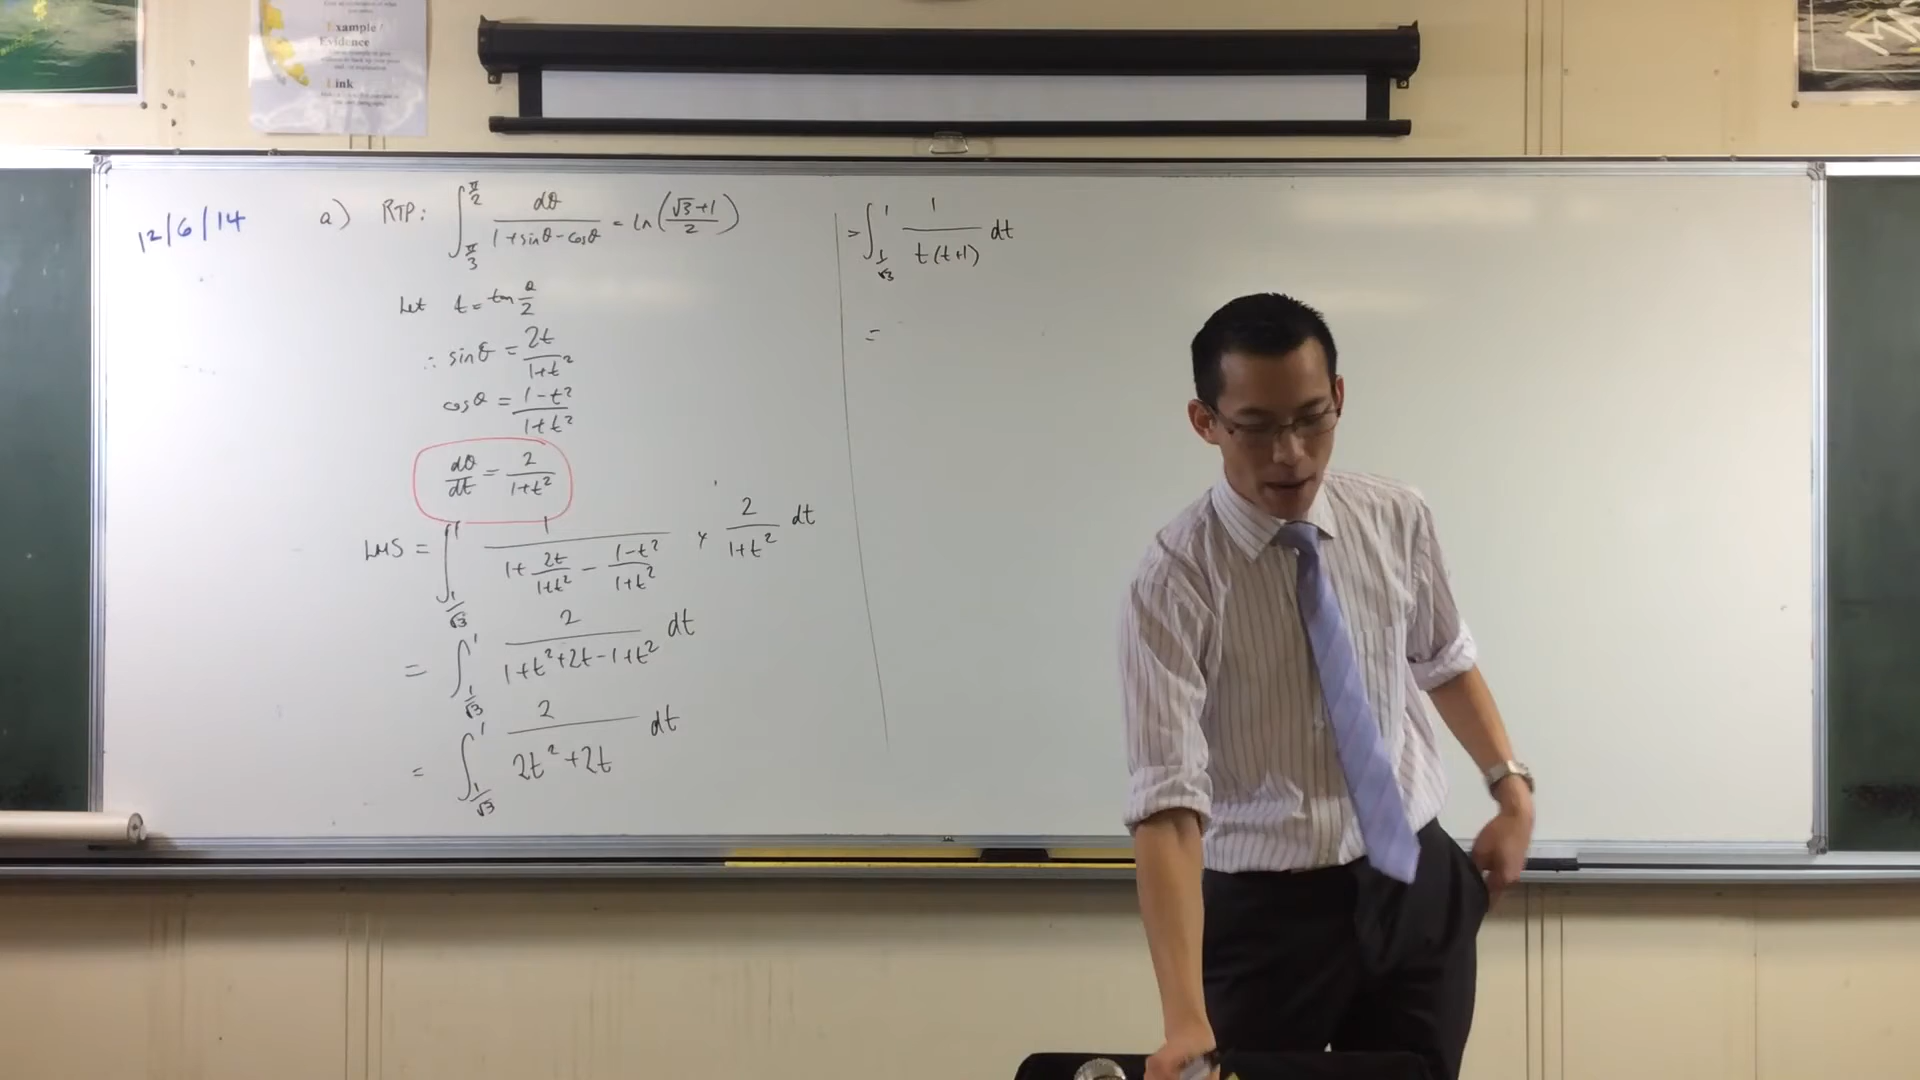 Example /
Evidence
Link
12/6/14
a) RTP: ∫_{π/3}^{π/2} dθ/(1+sinθ-cosθ) = ln((√3+1)/2)
Let t = tan θ/2
∴ sinθ = 2t/(1+t²)
cosθ = (1-t²)/(1+t²)
dθ/dt = 2/(1+t²)
LHS = ∫_{1/√3}^{1} 1/(1 + 2t/(1+t²) - (1-t²)/(1+t²)) × 2/(1+t²) dt
= ∫_{1/√3}^{1} 2/(1+t²+2t-1+t²) dt
= ∫_{1/√3}^{1} 2/(2t²+2t) dt
= ∫_{1/√3}^{1} 1/(t(t+1)) dt
=